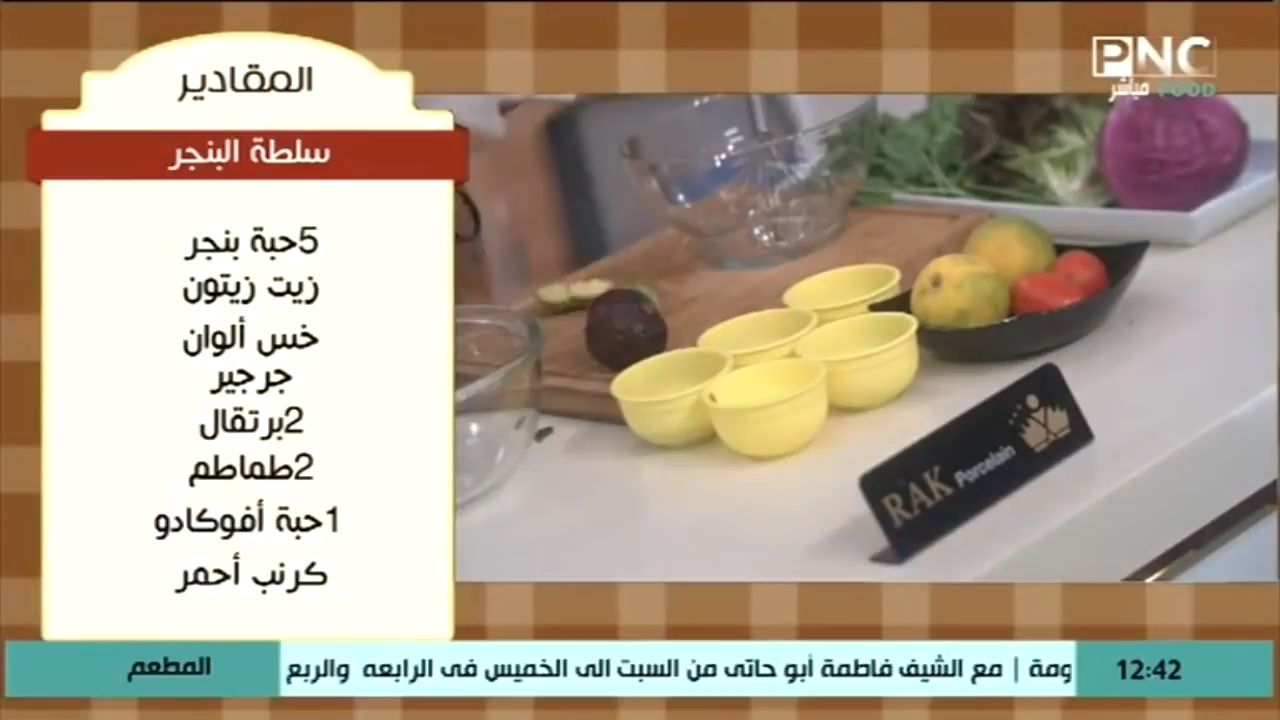 المقادير
سلطة البنجر
5حبة بنجر
زيت زيتون
خس ألوان
جرجير
2برتقال
2طماطم
1حبة أفوكادو
كرنب أحمر
PNC
FOOD مباشر
RAK Porcelain
المطعم
ومة | مع الشيف فاطمة أبو حاتى من السبت الى الخميس فى الرابعه والربع
12:42